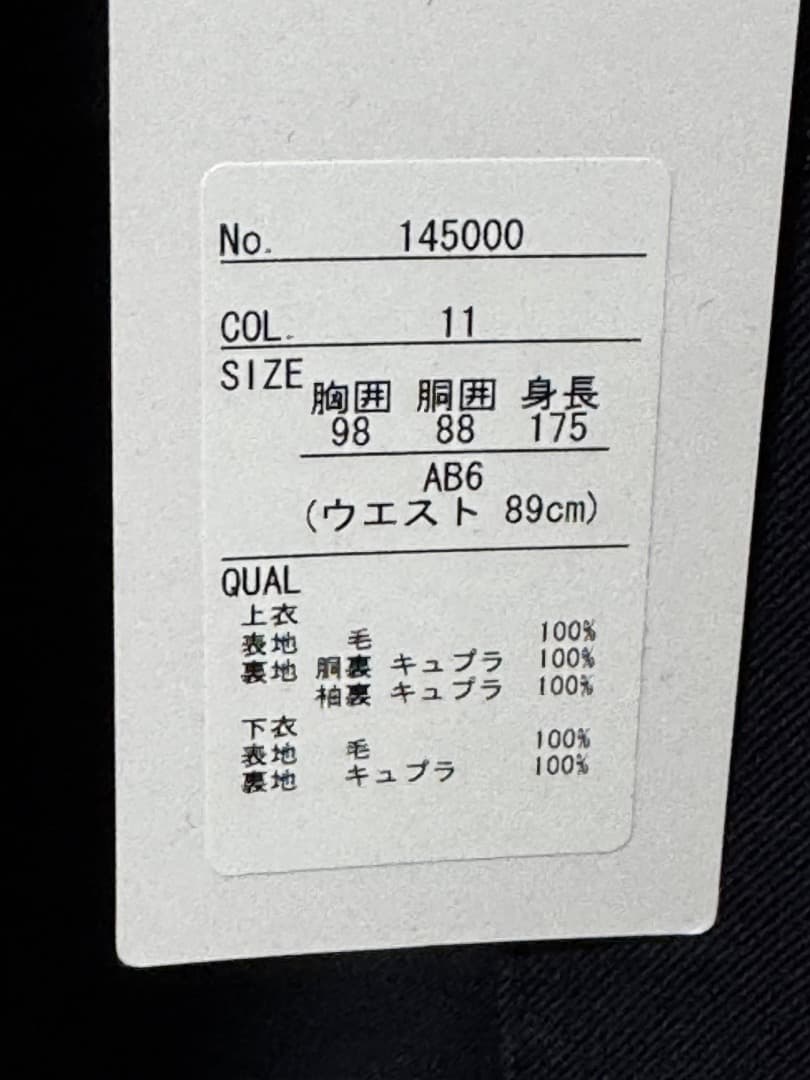 No. 145000
COL. 11
SIZE 胸囲 胴囲 身長
98 88 175
AB6
(ウエスト 89cm)
QUAL
上衣
表地 毛 100%
裏地 胴裏 キュプラ 100%
袖裏 キュプラ 100%
下衣
表地 毛 100%
裏地 キュプラ 100%